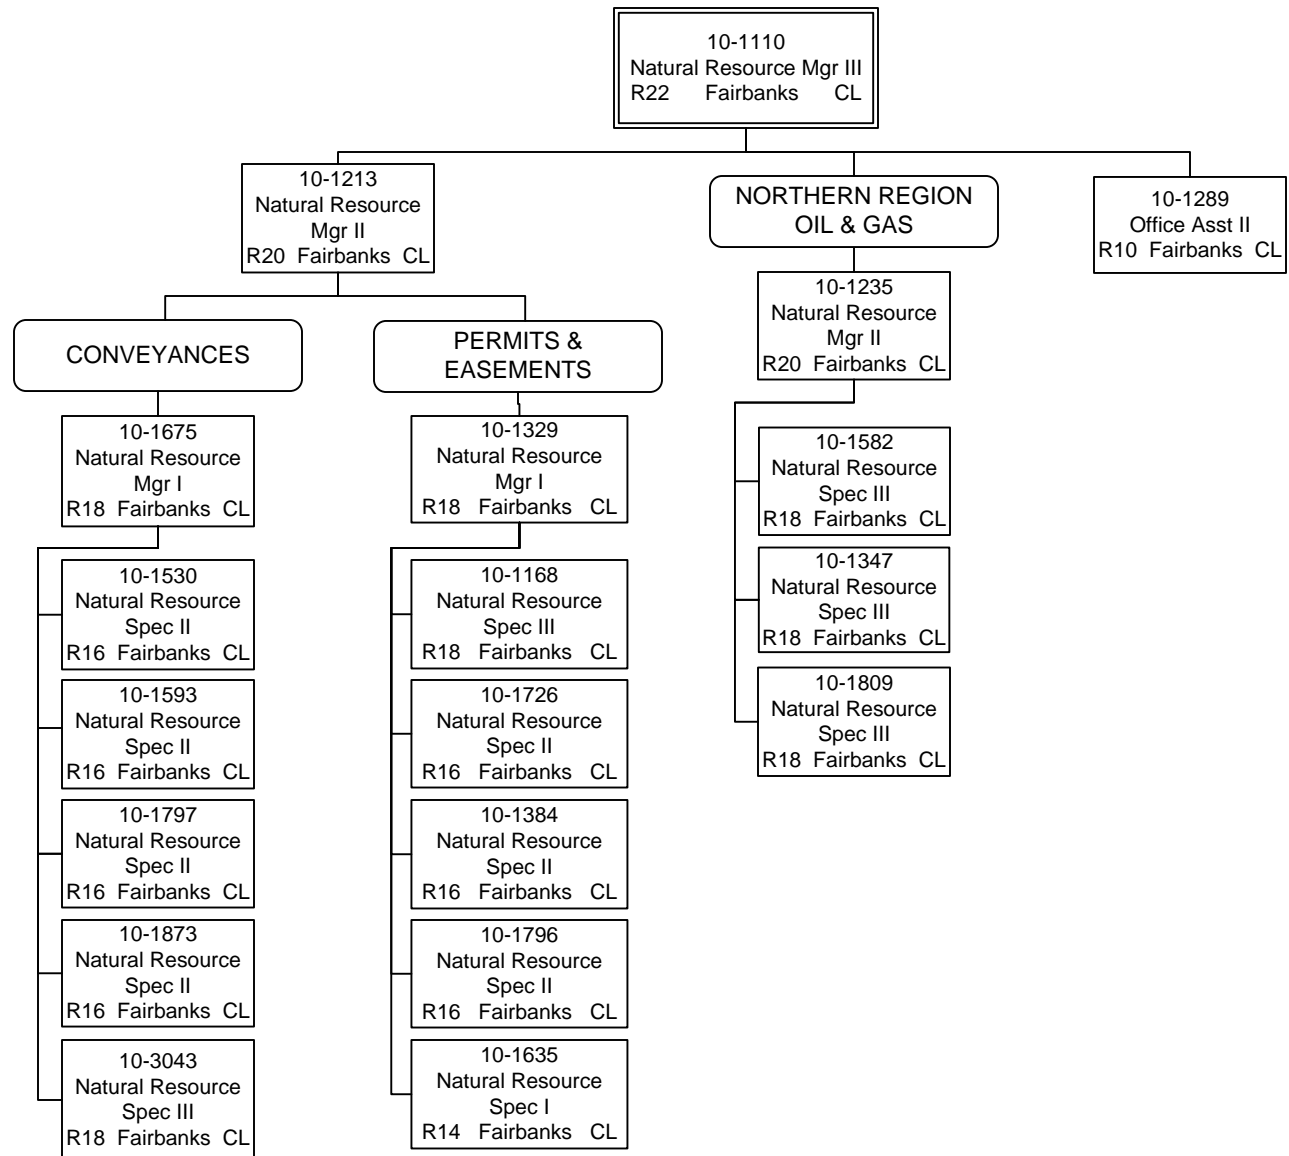 10-1110
Natural Resource Mgr III
R22 Fairbanks CL
10-1213
Natural Resource
Mgr II
R20 Fairbanks CL
NORTHERN REGION
OIL & GAS
10-1289
Office Asst II
R10 Fairbanks CL
10-1235
Natural Resource
Mgr II
R20 Fairbanks CL
CONVEYANCES
PERMITS &
EASEMENTS
10-1675
Natural Resource
Mgr I
R18 Fairbanks CL
10-1329
Natural Resource
Mgr I
R18 Fairbanks CL
10-1582
Natural Resource
Spec III
R18 Fairbanks CL
10-1530
Natural Resource
Spec II
R16 Fairbanks CL
10-1168
Natural Resource
Spec III
R18 Fairbanks CL
10-1347
Natural Resource
Spec III
R18 Fairbanks CL
10-1593
Natural Resource
Spec II
R16 Fairbanks CL
10-1726
Natural Resource
Spec II
R16 Fairbanks CL
10-1809
Natural Resource
Spec III
R18 Fairbanks CL
10-1797
Natural Resource
Spec II
R16 Fairbanks CL
10-1384
Natural Resource
Spec II
R16 Fairbanks CL
10-1873
Natural Resource
Spec II
R16 Fairbanks CL
10-1796
Natural Resource
Spec II
R16 Fairbanks CL
10-3043
Natural Resource
Spec III
R18 Fairbanks CL
10-1635
Natural Resource
Spec I
R14 Fairbanks CL